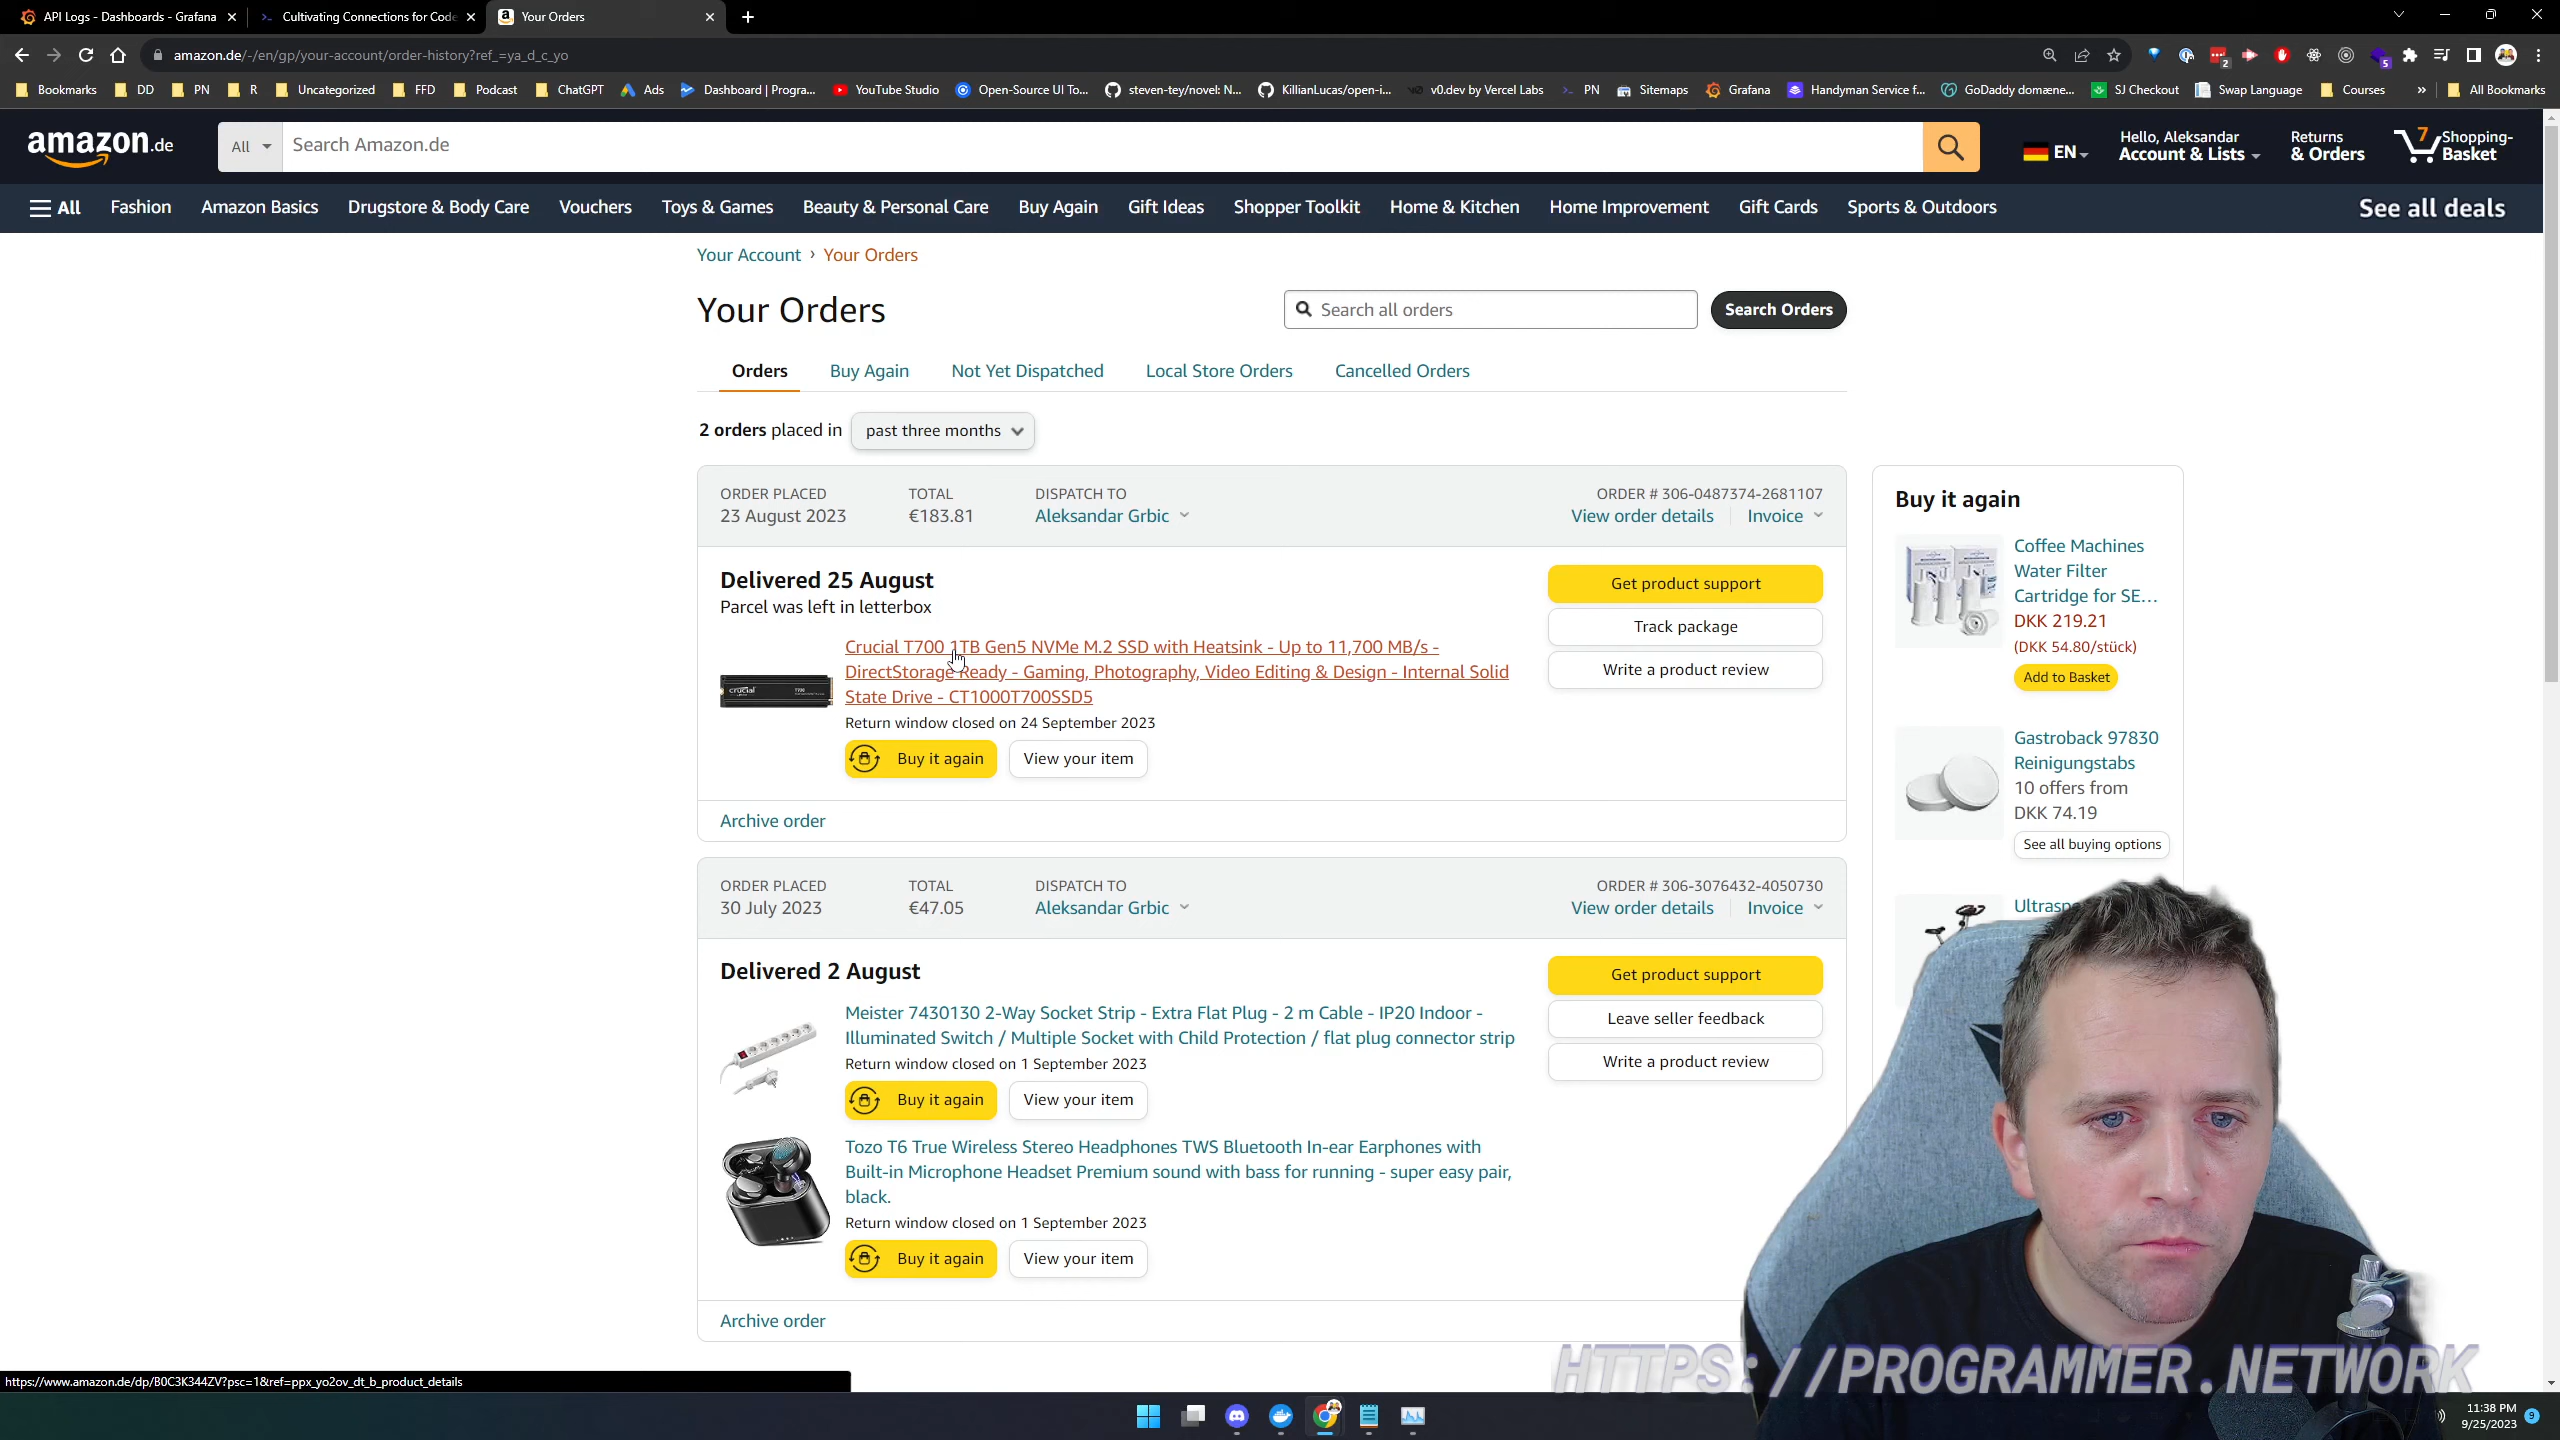 API Logs - Dashboards - Grafana
Cultivating Connections for Code
Your Orders
amazon.de/-/en/gp/your-account/order-history?ref_=ya_d_c_yo
Bookmarks DD PN R Uncategorized FFD Podcast ChatGPT Ads Dashboard | Progra... YouTube Studio Open-Source UI To... steven-tey/novel: N... KillianLucas/open-i... v0.dev by Vercel Labs PN Sitemaps Grafana Handyman Service f... GoDaddy domæne... SJ Checkout Swap Language Courses » All Bookmarks
amazon.de
All
Search Amazon.de
EN
Hello, Aleksandar
Account & Lists
Returns
& Orders
7
Shopping-
Basket
All Fashion Amazon Basics Drugstore & Body Care Vouchers Toys & Games Beauty & Personal Care Buy Again Gift Ideas Shopper Toolkit Home & Kitchen Home Improvement Gift Cards Sports & Outdoors See all deals
Your Account › Your Orders
Your Orders
Search all orders
Search Orders
Orders Buy Again Not Yet Dispatched Local Store Orders Cancelled Orders
2 orders placed in past three months
ORDER PLACED TOTAL DISPATCH TO ORDER # 306-0487374-2681107
23 August 2023 €183.81 Aleksandar Grbic View order details Invoice
Delivered 25 August
Parcel was left in letterbox
Crucial T700 1TB Gen5 NVMe M.2 SSD with Heatsink - Up to 11,700 MB/s -
DirectStorage Ready - Gaming, Photography, Video Editing & Design - Internal Solid
State Drive - CT1000T700SSD5
Return window closed on 24 September 2023
Buy it again View your item
Get product support
Track package
Write a product review
Archive order
ORDER PLACED TOTAL DISPATCH TO ORDER # 306-3076432-4050730
30 July 2023 €47.05 Aleksandar Grbic View order details Invoice
Delivered 2 August
Meister 7430130 2-Way Socket Strip - Extra Flat Plug - 2 m Cable - IP20 Indoor -
Illuminated Switch / Multiple Socket with Child Protection / flat plug connector strip
Return window closed on 1 September 2023
Buy it again View your item
Get product support
Leave seller feedback
Write a product review
Tozo T6 True Wireless Stereo Headphones TWS Bluetooth In-ear Earphones with
Built-in Microphone Headset Premium sound with bass for running - super easy pair,
black.
Return window closed on 1 September 2023
Buy it again View your item
Archive order
Buy it again
Coffee Machines
Water Filter
Cartridge for SE...
DKK 219.21
(DKK 54.80/stück)
Add to Basket
Gastroback 97830
Reinigungstabs
10 offers from
DKK 74.19
See all buying options
https://www.amazon.de/dp/B0C3K344ZV?psc=1&ref=ppx_yo2ov_dt_b_product_details
HTTPS://PROGRAMMER.NETWORK
11:38 PM
9/25/2023
9